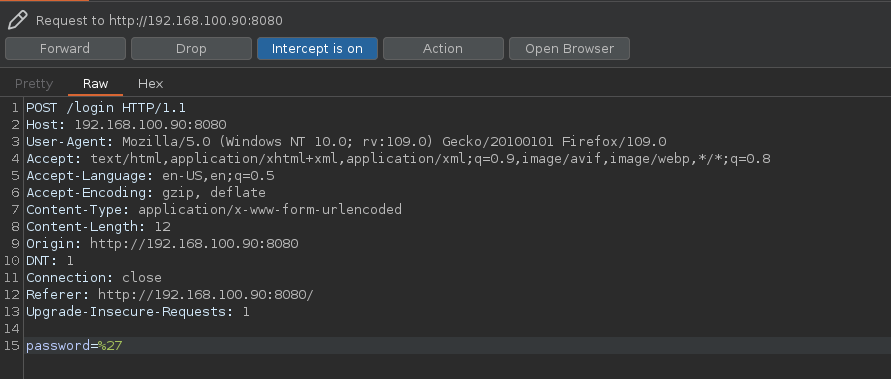 Request to http://192.168.100.90:8080
Forward Drop Intercept is on Action Open Browser
Pretty Raw Hex
1 POST /login HTTP/1.1
2 Host: 192.168.100.90:8080
3 User-Agent: Mozilla/5.0 (Windows NT 10.0; rv:109.0) Gecko/20100101 Firefox/109.0
4 Accept: text/html,application/xhtml+xml,application/xml;q=0.9,image/avif,image/webp,*/*;q=0.8
5 Accept-Language: en-US,en;q=0.5
6 Accept-Encoding: gzip, deflate
7 Content-Type: application/x-www-form-urlencoded
8 Content-Length: 12
9 Origin: http://192.168.100.90:8080
10 DNT: 1
11 Connection: close
12 Referer: http://192.168.100.90:8080/
13 Upgrade-Insecure-Requests: 1
14
15 password=%27